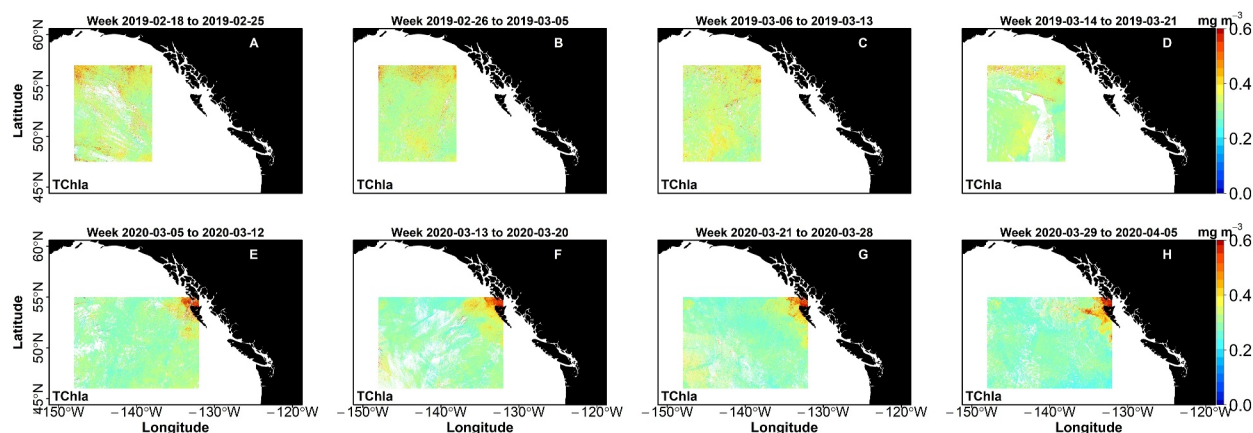 Week 2019-02-18 to 2019-02-25
Week 2019-02-26 to 2019-03-05
Week 2019-03-06 to 2019-03-13
Week 2019-03-14 to 2019-03-21
mg m⁻³
A
B
C
D
60°N
55°N
50°N
45°N
Latitude
TChla
TChla
TChla
TChla
0.6
0.4
0.2
0.0
Week 2020-03-05 to 2020-03-12
Week 2020-03-13 to 2020-03-20
Week 2020-03-21 to 2020-03-28
Week 2020-03-29 to 2020-04-05
mg m⁻³
E
F
G
H
60°N
55°N
50°N
45°N
Latitude
TChla
TChla
TChla
TChla
0.6
0.4
0.2
0.0
−150°W −140°W −130°W −120°W
−150°W −140°W −130°W −120°W
−150°W −140°W −130°W −120°W
−150°W −140°W −130°W −120°W
Longitude
Longitude
Longitude
Longitude